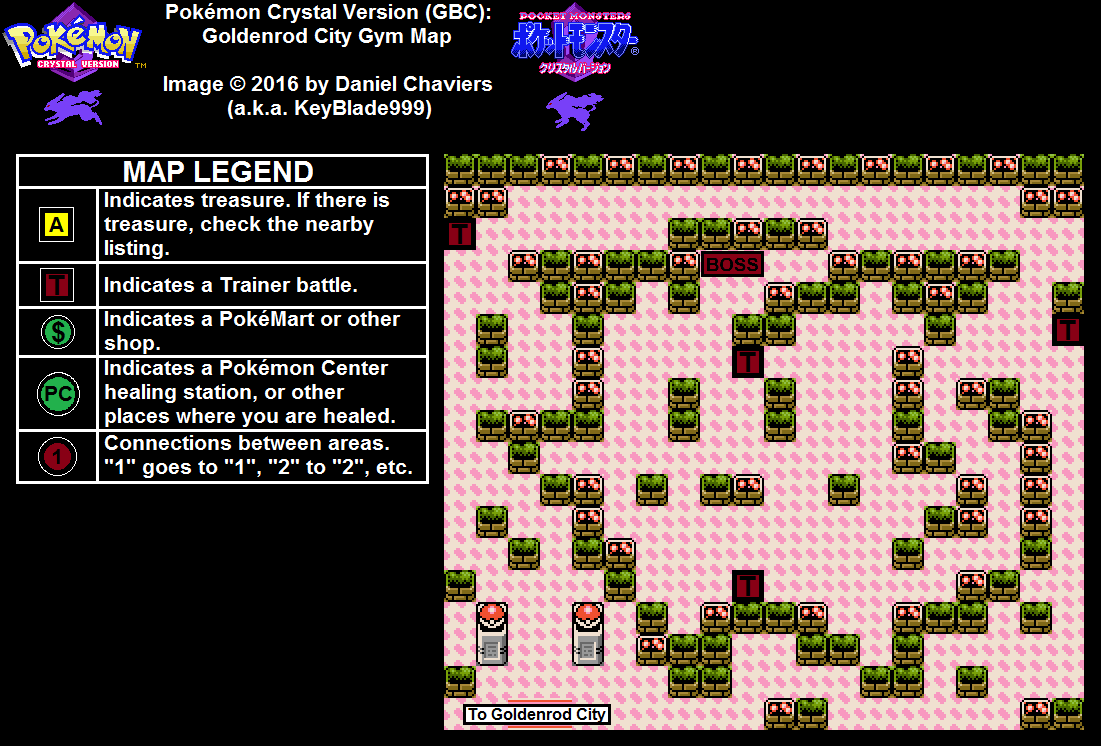 POKéMON
CRYSTAL VERSION
TM
Pokémon Crystal Version (GBC):
Goldenrod City Gym Map
Image © 2016 by Daniel Chaviers
(a.k.a. KeyBlade999)
POCKET MONSTERS
ポケットモンスター
®
クリスタルバージョン
MAP LEGEND
A
Indicates treasure. If there is
treasure, check the nearby
listing.
T
Indicates a Trainer battle.
$
Indicates a PokéMart or other
shop.
PC
Indicates a Pokémon Center
healing station, or other
places where you are healed.
1
Connections between areas.
"1" goes to "1", "2" to "2", etc.
T
BOSS
T
T
T
To Goldenrod City